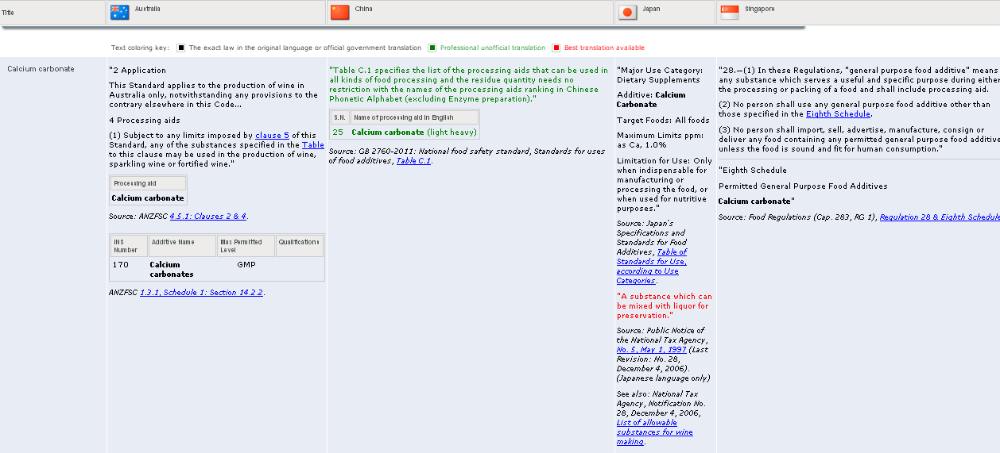 Title
Australia
China
Japan
Singapore
Text coloring key:
The exact law in the original language or official government translation
Professional unofficial translation
Best translation available
Calcium carbonate
"2 Application
This Standard applies to the production of wine in
Australia only, notwithstanding any provisions to the
contrary elsewhere in this Code...
4 Processing aids
(1) Subject to any limits imposed by clause 5 of this
Standard, any of the substances specified in the Table
to this clause may be used in the production of wine,
sparkling wine or fortified wine."
Processing aid
Calcium carbonate
Source: ANZFSC 4.5.1: Clauses 2 & 4.
INS
Number
Additive Name
Max Permitted
Level
Qualifications
170
Calcium
carbonates
GMP
ANZFSC 1.3.1, Schedule 1: Section 14.2.2.
"Table C.1 specifies the list of the processing aids that can be used in
all kinds of food processing and the residue quantity needs no
restriction with the names of the processing aids ranking in Chinese
Phonetic Alphabet (excluding Enzyme preparation)."
S.N.
Name of processing aid in English
25
Calcium carbonate (light heavy)
Source: GB 2760-2011: National food safety standard, Standards for uses
of food additives, Table C.1.
"Major Use Category:
Dietary Supplements
Additive: Calcium
Carbonate
Target Foods: All foods
Maximum Limits ppm:
as Ca, 1.0%
Limitation for Use: Only
when indispensable for
manufacturing or
processing the food, or
when used for nutritive
purposes."
Source: Japan's
Specifications and
Standards for Food
Additives, Table of
Standards for Use,
according to Use
Categories.
"A substance which can
be mixed with liquor for
preservation."
Source: Public Notice of
the National Tax Agency,
No. 5, May 1, 1997 (Last
Revision: No. 28,
December 4, 2006).
(Japanese language only)
See also: National Tax
Agency, Notification No.
28, December 4, 2006,
List of allowable
substances for wine
making.
"28.—(1) In these Regulations, "general purpose food additive" means
any substance which serves a useful and specific purpose during either
the processing or packing of a food and shall include processing aid.
(2) No person shall use any general purpose food additive other than
those specified in the Eighth Schedule.
(3) No person shall import, sell, advertise, manufacture, consign or
deliver any food containing any permitted general purpose food additive
unless the food is sound and fit for human consumption."
"Eighth Schedule
Permitted General Purpose Food Additives
Calcium carbonate"
Source: Food Regulations (Cap. 283, RG 1), Regulation 28 & Eighth Schedule